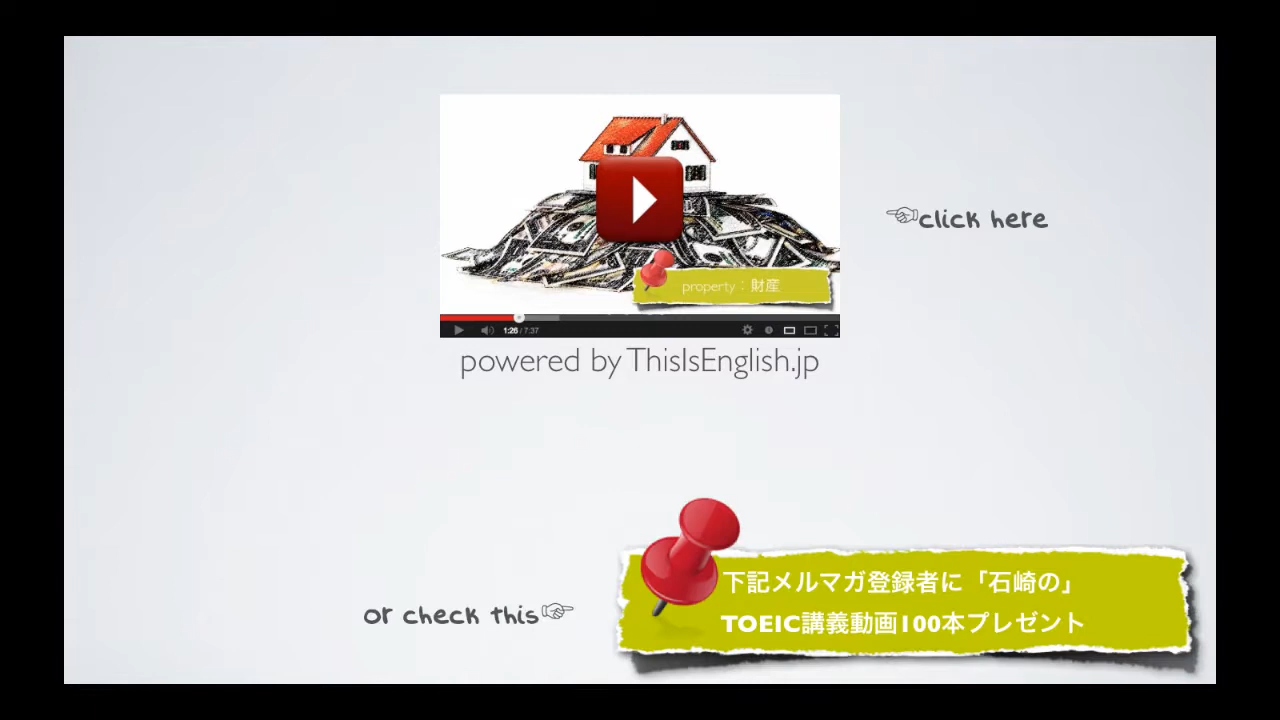 property：財産
1:26 / 7:37
☜click here
powered by ThisIsEnglish.jp
or check this☞
下記メルマガ登録者に「石崎の」
TOEIC講義動画100本プレゼント